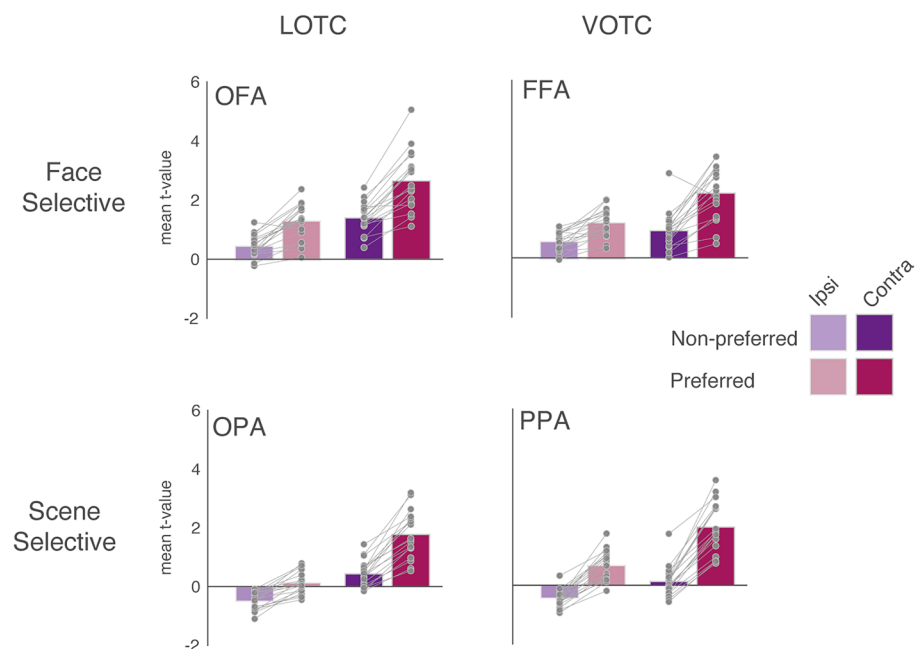 LOTC
VOTC
Face
Selective
mean t-value
6
4
2
0
-2
OFA
FFA
Ipsi
Contra
Non-preferred
Preferred
Scene
Selective
mean t-value
6
4
2
0
-2
OPA
PPA